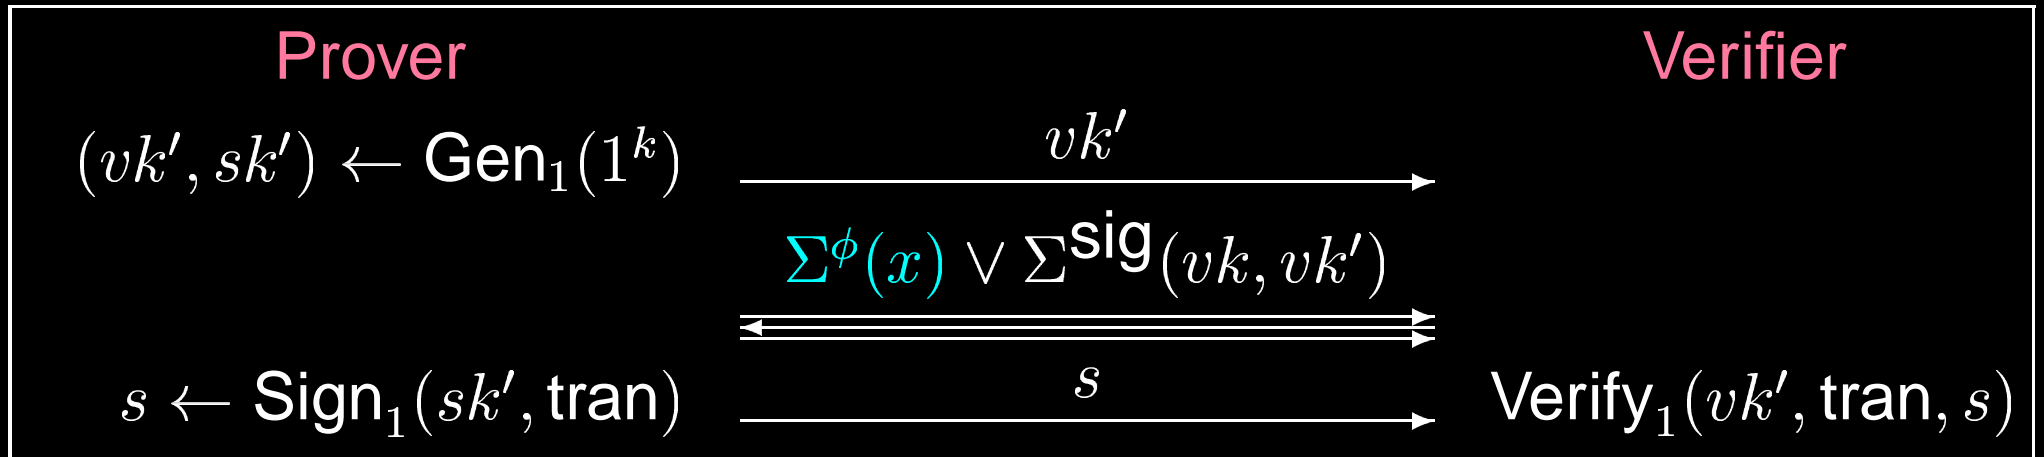 Prover Verifier
(vk′, sk′) ← Gen₁(1ᵏ) vk′
Σ^ϕ(x) ∨ Σ^sig(vk, vk′)
s ← Sign₁(sk′, tran) s Verify₁(vk′, tran, s)